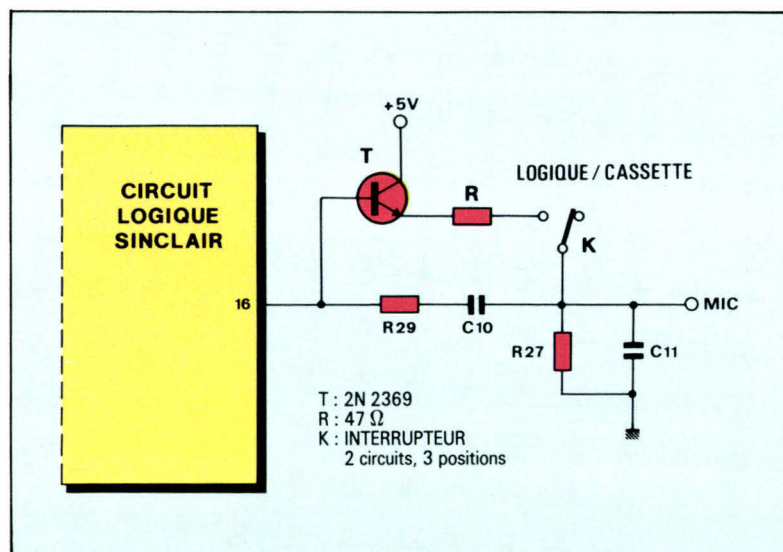 +5V
T
LOGIQUE / CASSETTE
CIRCUIT
LOGIQUE
SINCLAIR
R
K
16
MIC
R29
C10
R27
C11
T : 2N 2369
R : 47 Ω
K : INTERRUPTEUR
2 circuits, 3 positions